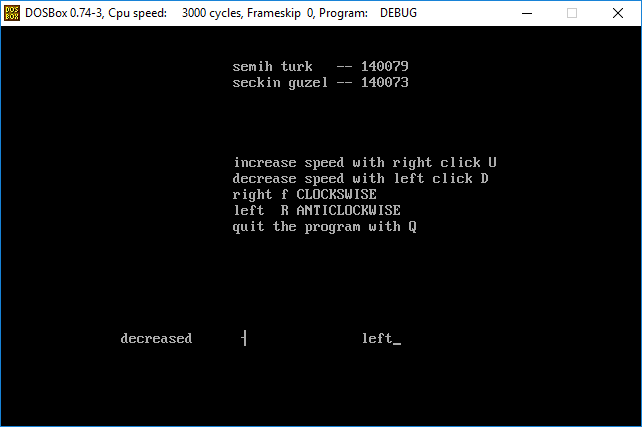 DOS BOX
DOSBox 0.74-3, Cpu speed: 3000 cycles, Frameskip 0, Program: DEBUG
semih turk -- 140079
seckin guzel -- 140073
increase speed with right click U
decrease speed with left click D
right f CLOCKSWISE
left R ANTICLOCKWISE
quit the program with Q
decreased ┤ left_